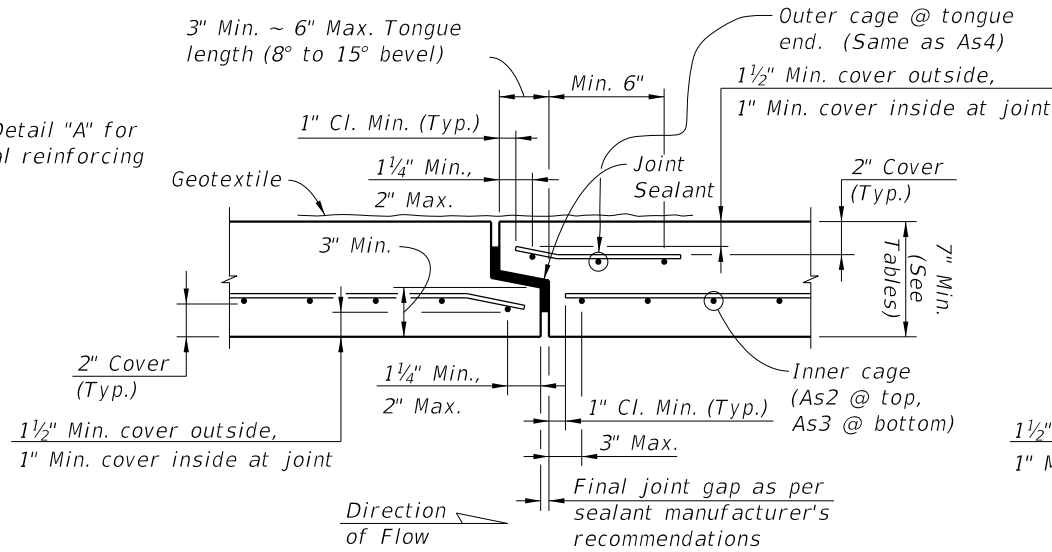 3" Min. ~ 6" Max. Tongue
length (8° to 15° bevel)
Outer cage @ tongue
end. (Same as As4)
Min. 6"
1½" Min. cover outside,
1" Min. cover inside at joint
Detail "A" for
al reinforcing
1" Cl. Min. (Typ.)
Geotextile
1¼" Min.,
2" Max.
Joint
Sealant
2" Cover
(Typ.)
3" Min.
7" Min.
(See
Tables)
2" Cover
(Typ.)
1¼" Min.,
2" Max.
Inner cage
(As2 @ top,
As3 @ bottom)
1" Cl. Min. (Typ.)
1½" Min. cover outside,
1" Min. cover inside at joint
3" Max.
1½"
1" M
Direction
of Flow
Final joint gap as per
sealant manufacturer's
recommendations